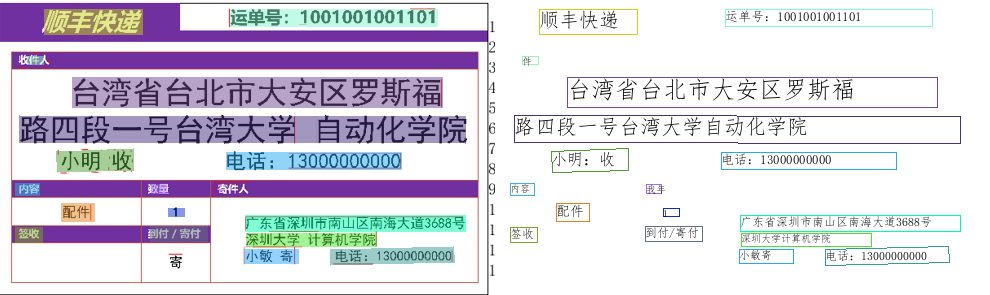 顺丰快递 运单号：1001001001101
收件人
台湾省台北市大安区罗斯福
路四段一号台湾大学 自动化学院
小明 收 电话：13000000000
内容 数量 寄件人
配件 1
签收 到付 / 寄付
寄
广东省深圳市南山区南海大道3688号
深圳大学 计算机学院
小敏 寄 电话：13000000000
1
2
3
4
5
6
7
8
9
1
1
1
1
1
顺丰快递 运单号：1001001001101
件
台湾省台北市大安区罗斯福
路四段一号台湾大学自动化学院
小明：收 电话：13000000000
内容
配件
签收 到付/寄付
广东省深圳市南山区南海大道3688号
深圳大学计算机学院
小敏寄 电话：13000000000